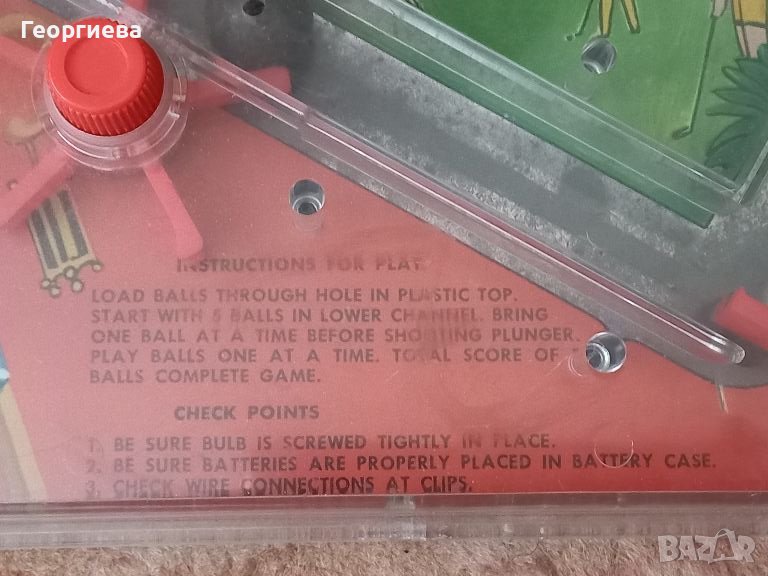 Георгиева
INSTRUCTIONS FOR PLAY
LOAD BALLS THROUGH HOLE IN PLASTIC TOP.
START WITH 5 BALLS IN LOWER CHANNEL. BRING
ONE BALL AT A TIME BEFORE SHOOTING PLUNGER.
PLAY BALLS ONE AT A TIME. TOTAL SCORE OF
BALLS COMPLETE GAME.
CHECK POINTS
1. BE SURE BULB IS SCREWED TIGHTLY IN PLACE.
2. BE SURE BATTERIES ARE PROPERLY PLACED IN BATTERY CASE.
3. CHECK WIRE CONNECTIONS AT CLIPS.
BAZAR